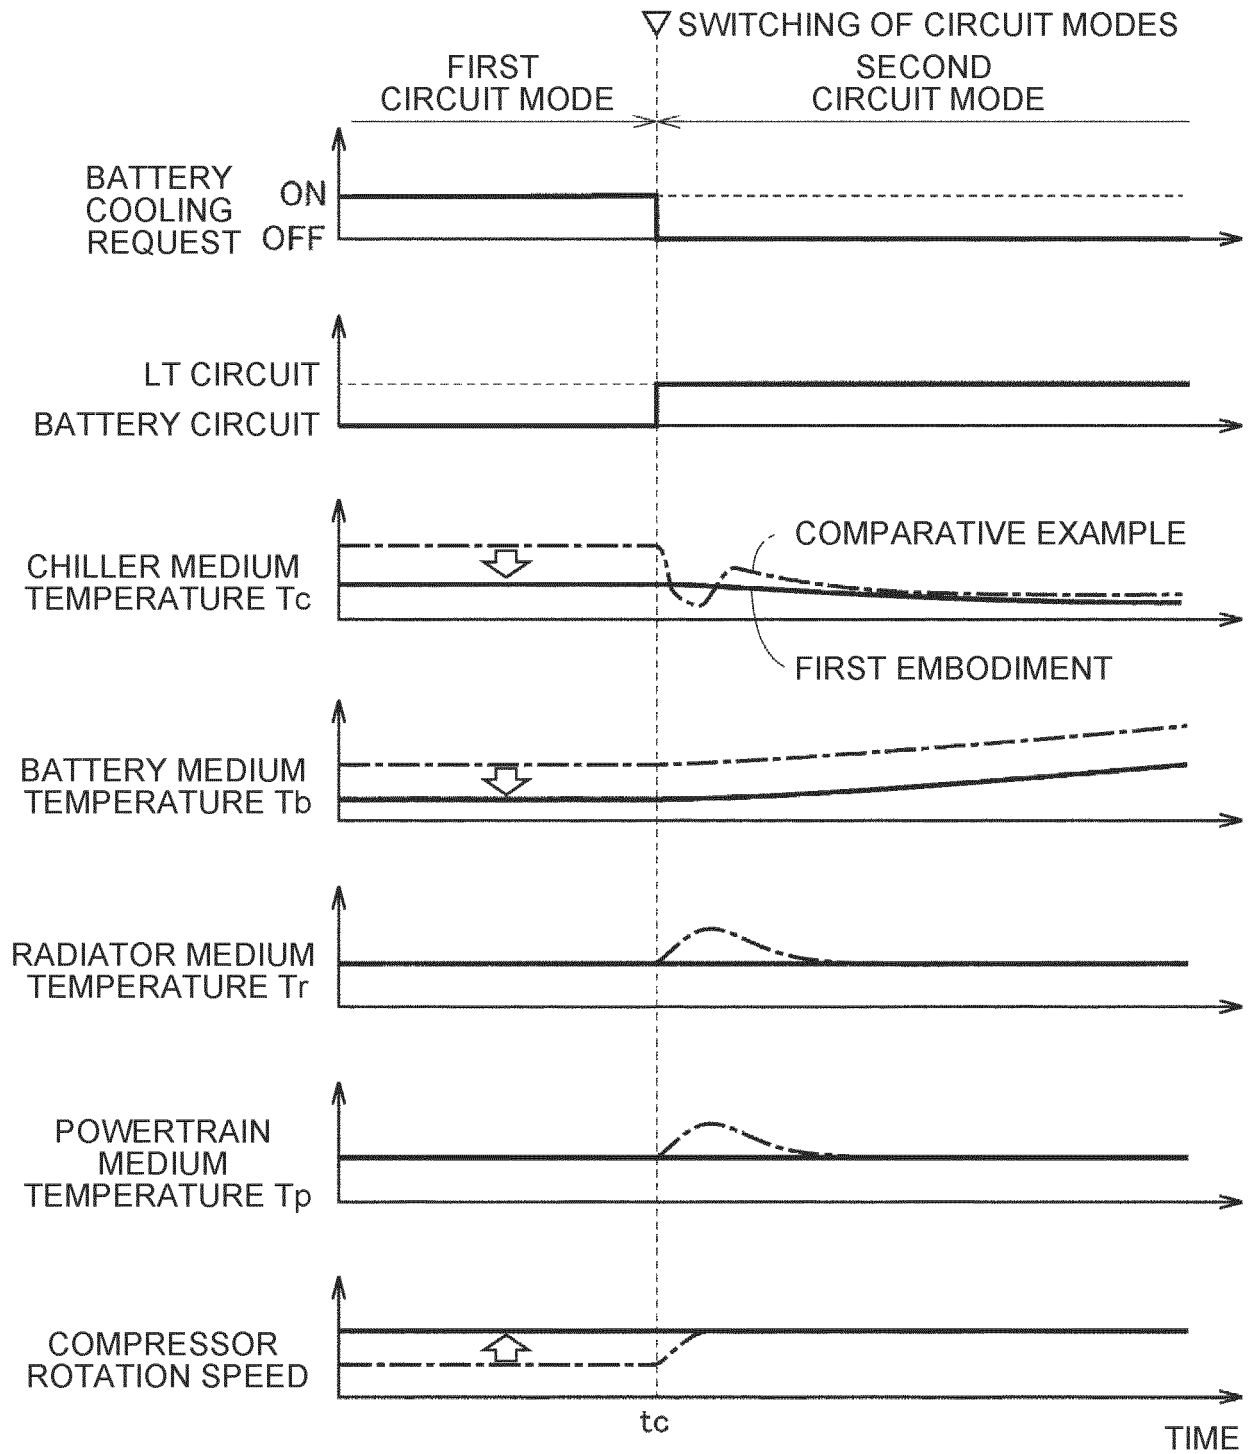 ▽ SWITCHING OF CIRCUIT MODES
FIRST
CIRCUIT MODE
SECOND
CIRCUIT MODE
BATTERY
COOLING
REQUEST
ON
OFF
LT CIRCUIT
BATTERY CIRCUIT
CHILLER MEDIUM
TEMPERATURE Tc
COMPARATIVE EXAMPLE
FIRST EMBODIMENT
BATTERY MEDIUM
TEMPERATURE Tb
RADIATOR MEDIUM
TEMPERATURE Tr
POWERTRAIN
MEDIUM
TEMPERATURE Tp
COMPRESSOR
ROTATION SPEED
tc
TIME